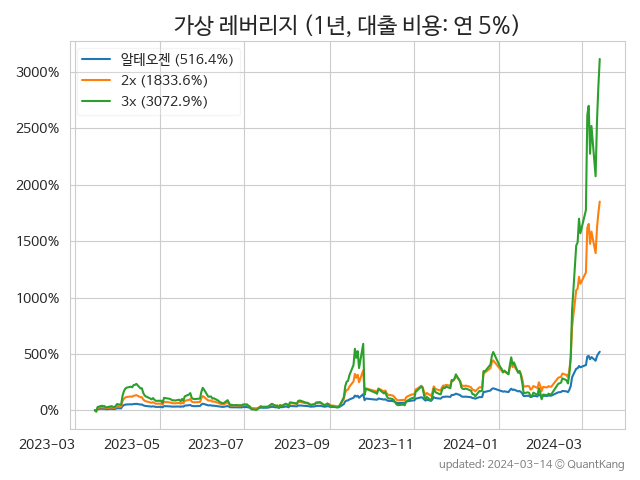 가상 레버리지 (1년, 대출 비용: 연 5%)
알테오젠 (516.4%)
2x (1833.6%)
3x (3072.9%)
3000%
2500%
2000%
1500%
1000%
500%
0%
2023-03 2023-05 2023-07 2023-09 2023-11 2024-01 2024-03
updated: 2024-03-14 © QuantKang